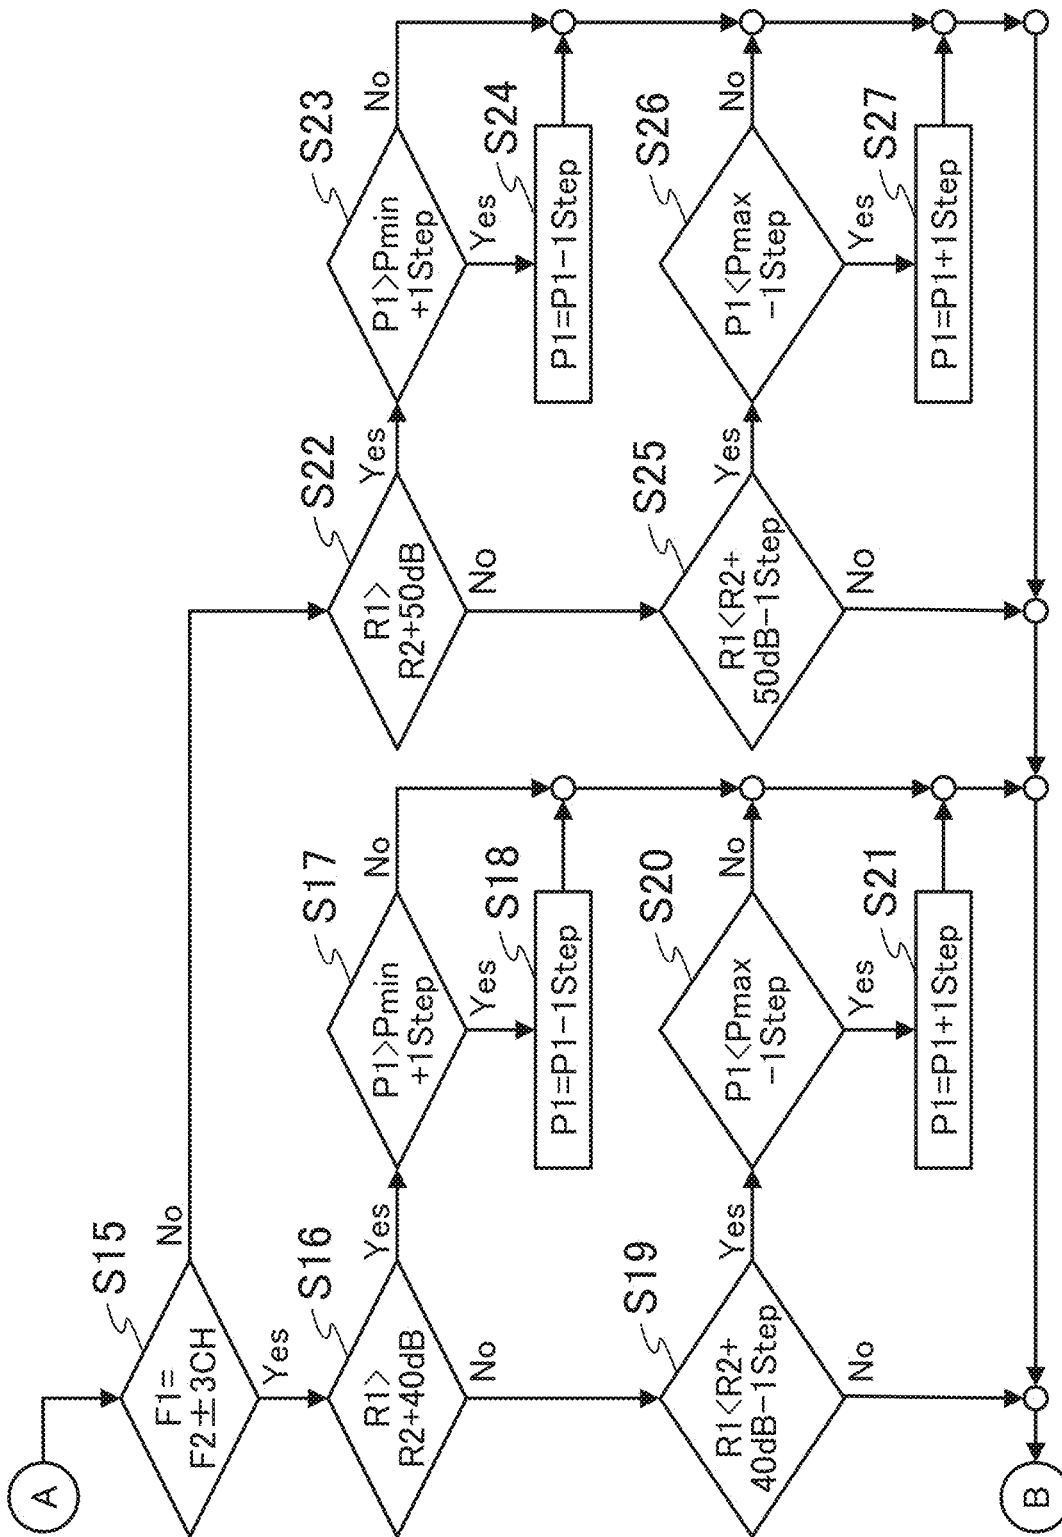 A
S15
F1=
F2±3CH
No
Yes
S16
R1>
R2+40dB
Yes
No
S17
P1>Pmin
+1Step
No
Yes
S18
P1=P1-1Step
S19
R1<R2+
40dB-1Step
Yes
No
S20
P1<Pmax
-1Step
No
Yes
S21
P1=P1+1Step
S22
R1>
R2+50dB
Yes
No
S23
P1>Pmin
+1Step
No
Yes
S24
P1=P1-1Step
S25
R1<R2+
50dB-1Step
Yes
No
S26
P1<Pmax
-1Step
No
Yes
S27
P1=P1+1Step
B